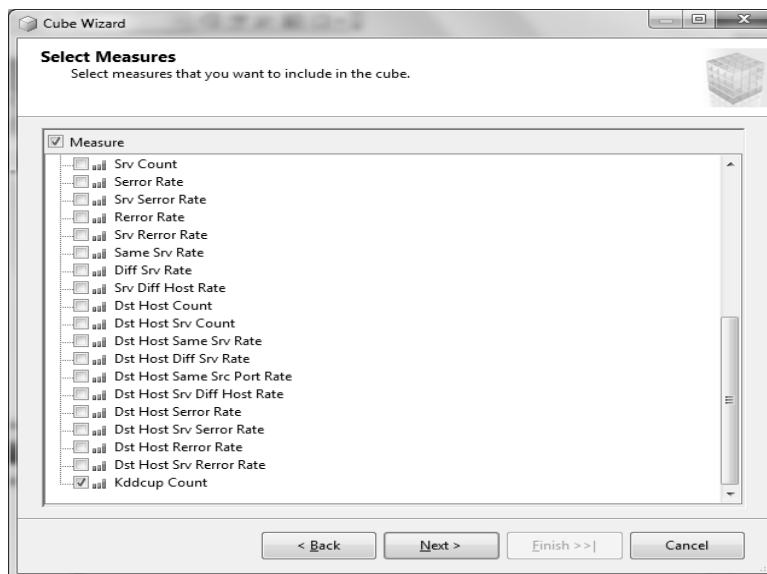 Cube Wizard
Select Measures
Select measures that you want to include in the cube.
Measure
Srv Count
Serror Rate
Srv Serror Rate
Rerror Rate
Srv Rerror Rate
Same Srv Rate
Diff Srv Rate
Srv Diff Host Rate
Dst Host Count
Dst Host Srv Count
Dst Host Same Srv Rate
Dst Host Diff Srv Rate
Dst Host Same Src Port Rate
Dst Host Srv Diff Host Rate
Dst Host Serror Rate
Dst Host Srv Serror Rate
Dst Host Rerror Rate
Dst Host Srv Rerror Rate
Kddcup Count
< Back Next > Finish >>| Cancel